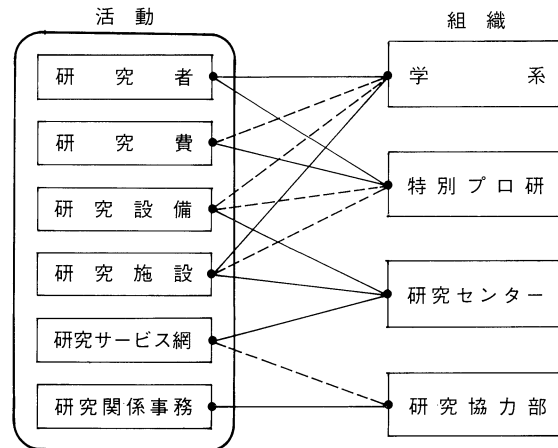 活動
組織
研究者
研究費
研究設備
研究施設
研究サービス網
研究関係事務
学系
特別プロ研
研究センター
研究協力部